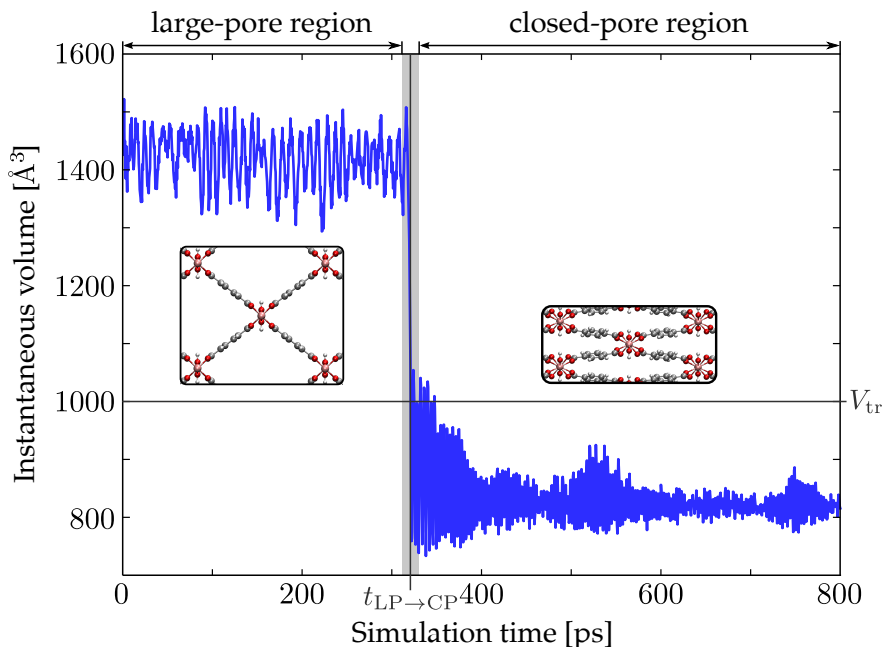 large-pore region
closed-pore region
1600
1400
1200
1000
800
Instantaneous volume [Å³]
V_tr
0
200
t_LP→CP
400
600
800
Simulation time [ps]